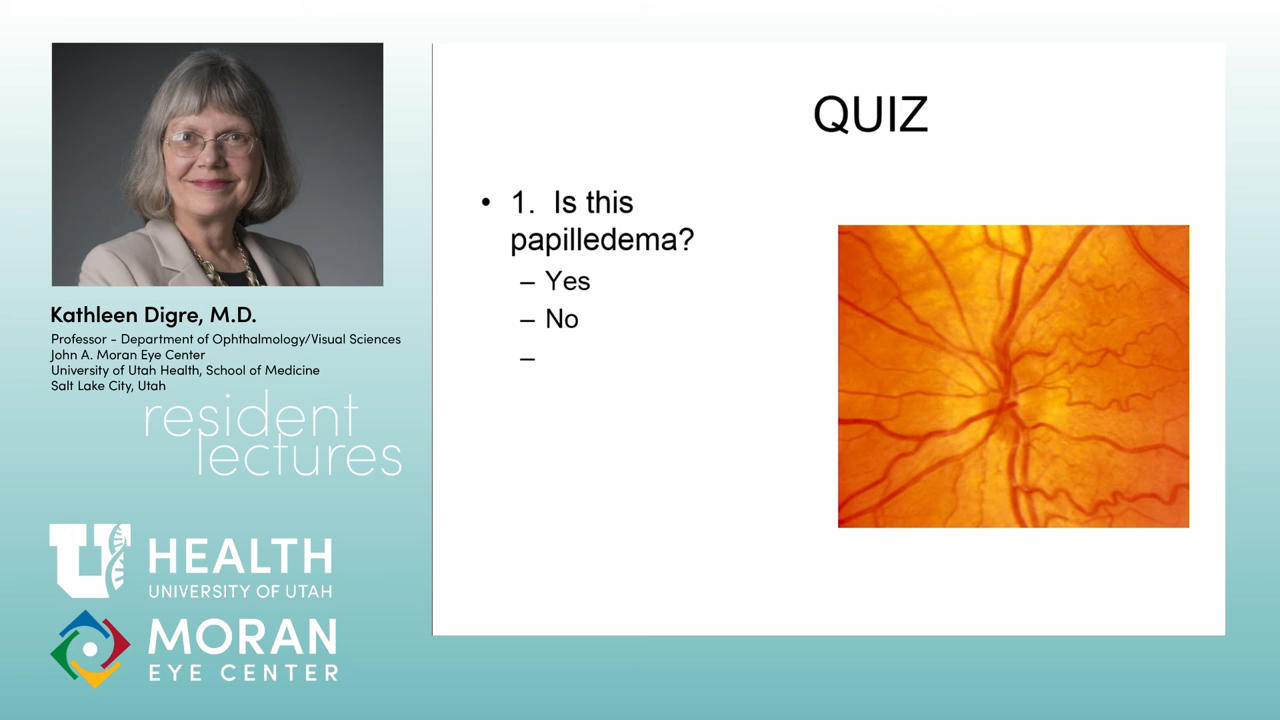 Kathleen Digre, M.D.
Professor - Department of Ophthalmology/Visual Sciences
John A. Moran Eye Center
University of Utah Health, School of Medicine
Salt Lake City, Utah
resident
lectures
U HEALTH
UNIVERSITY OF UTAH
MORAN
EYE CENTER
QUIZ
• 1. Is this
papilledema?
– Yes
– No
–